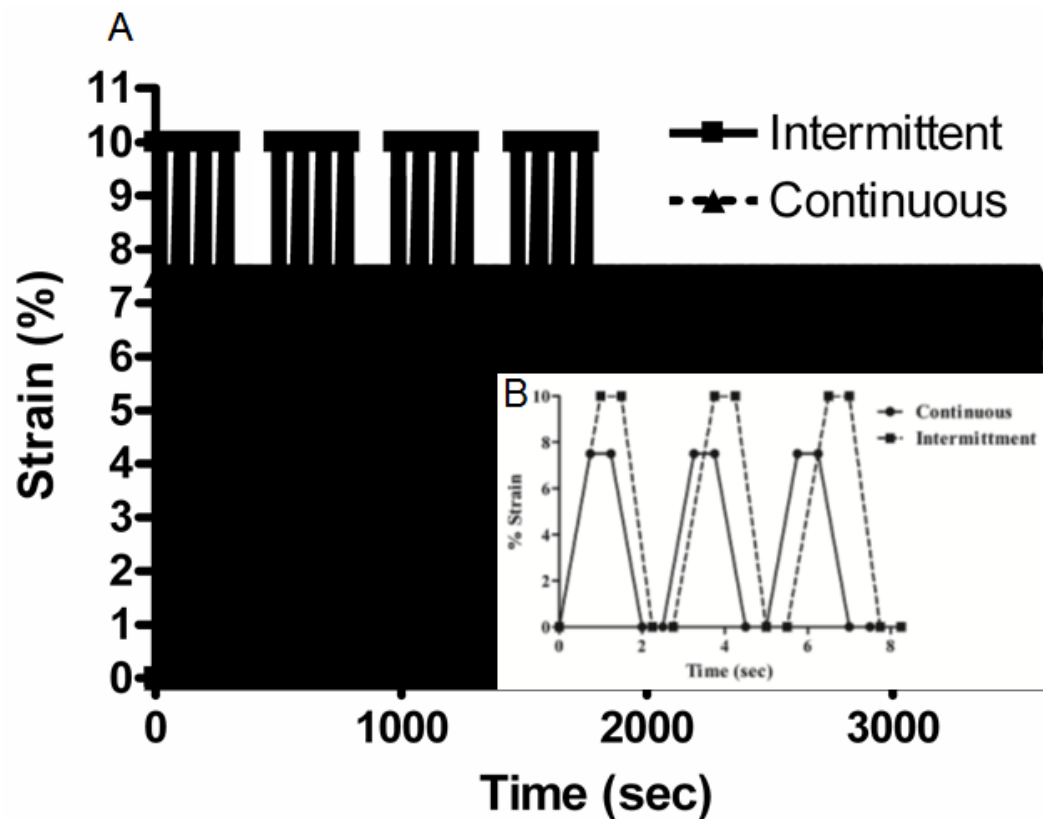 A
11
10
9
8
7
6
5
4
3
2
1
0
Strain (%)
Intermittent
Continuous
B
10
8
6
4
2
0
% Strain
Continuous
Intermittment
0 2 4 6 8
Time (sec)
0 1000 2000 3000
Time (sec)